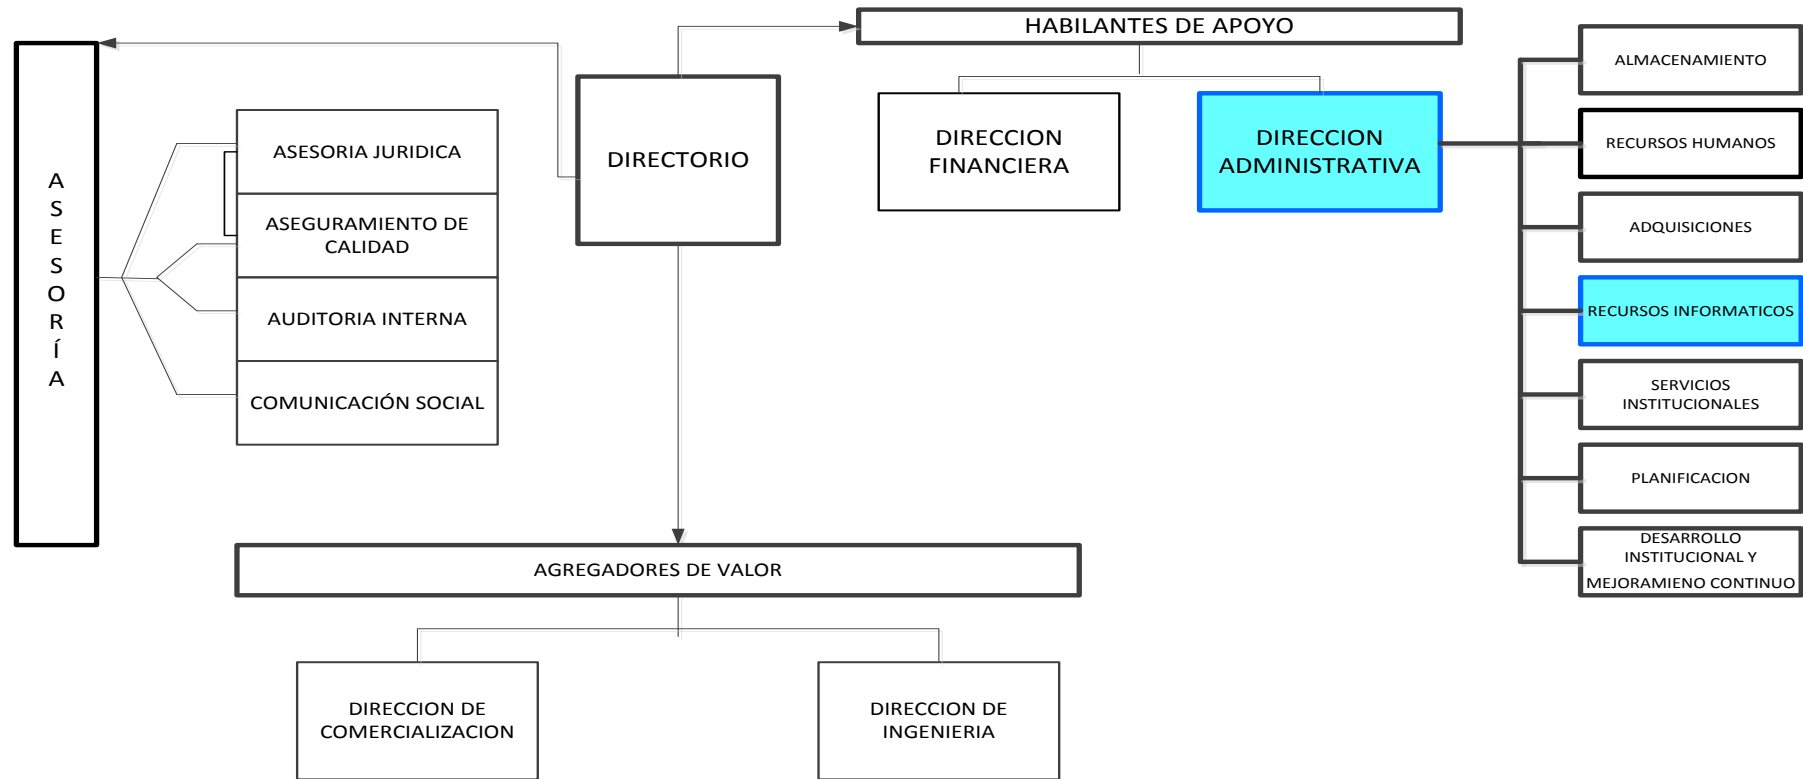 HABILANTES DE APOYO
A
S
E
S
O
R
Í
A
ASESORIA JURIDICA
ASEGURAMIENTO DE
CALIDAD
AUDITORIA INTERNA
COMUNICACIÓN SOCIAL
DIRECTORIO
DIRECCION
FINANCIERA
DIRECCION
ADMINISTRATIVA
ALMACENAMIENTO
RECURSOS HUMANOS
ADQUISICIONES
RECURSOS INFORMATICOS
SERVICIOS
INSTITUCIONALES
PLANIFICACION
DESARROLLO
INSTITUCIONAL Y
MEJORAMIENO CONTINUO
AGREGADORES DE VALOR
DIRECCION DE
COMERCIALIZACION
DIRECCION DE
INGENIERIA